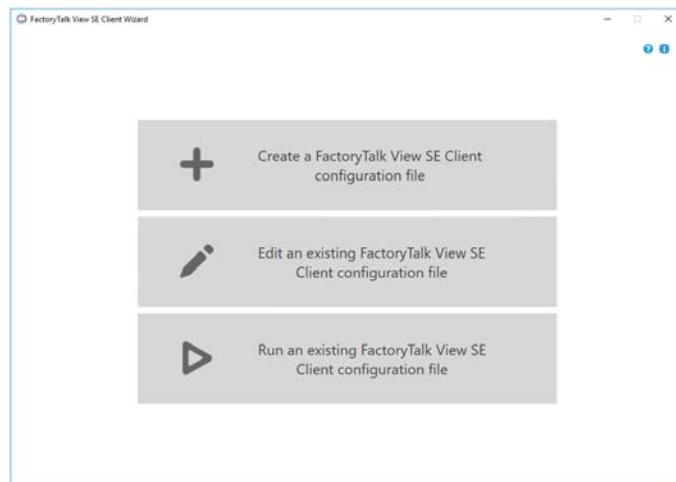 FactoryTalk View SE Client Wizard
Create a FactoryTalk View SE Client
configuration file
Edit an existing FactoryTalk View SE
Client configuration file
Run an existing FactoryTalk View SE
Client configuration file